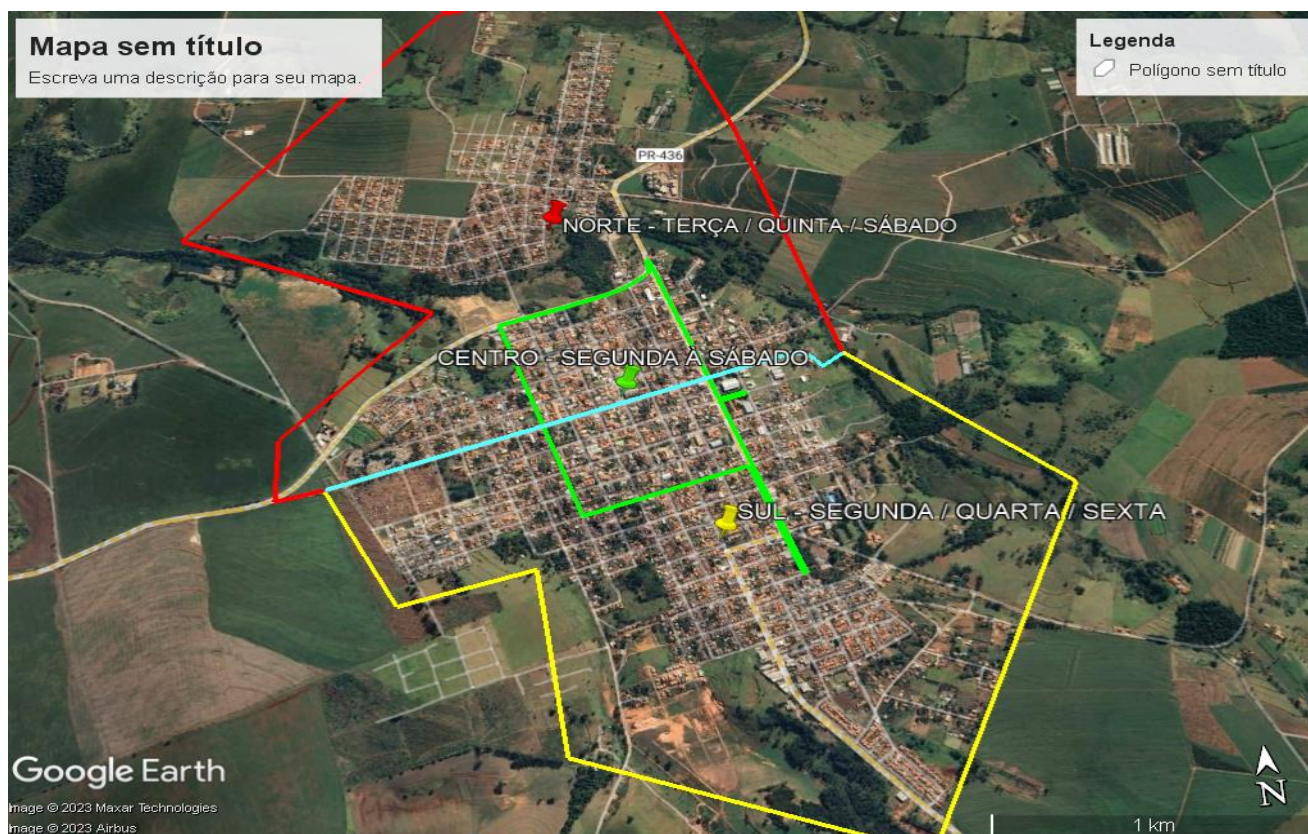 Mapa sem título
Escreva uma descrição para seu mapa.
Legenda
Polígono sem título
PR-436
NORTE - TERÇA / QUINTA / SÁBADO
CENTRO - SEGUNDA À SÁBADO
SUL - SEGUNDA / QUARTA / SEXTA
Google Earth
Image © 2023 Maxar Technologies
Image © 2023 Airbus
N
1 km